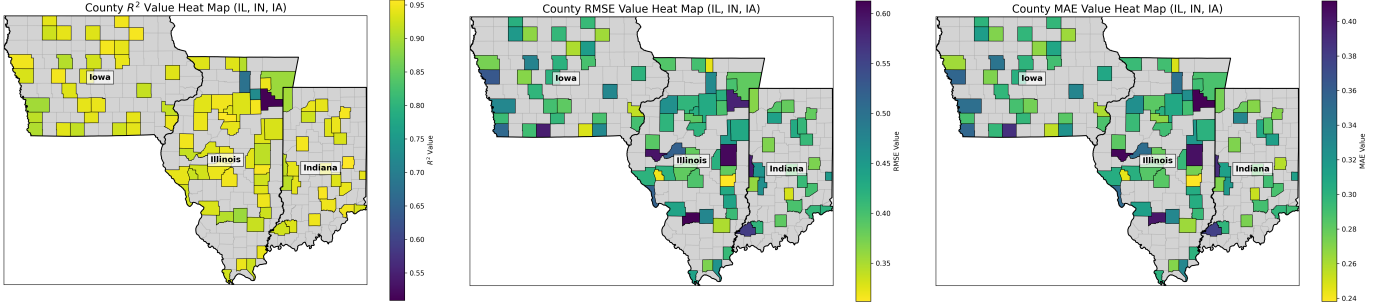 County R² Value Heat Map (IL, IN, IA)
Iowa
Illinois
Indiana
0.95
0.90
0.85
0.80
0.75
0.70
0.65
0.60
0.55
R² Value
County RMSE Value Heat Map (IL, IN, IA)
Iowa
Illinois
Indiana
0.60
0.55
0.50
0.45
0.40
0.35
RMSE Value
County MAE Value Heat Map (IL, IN, IA)
Iowa
Illinois
Indiana
0.40
0.38
0.36
0.34
0.32
0.30
0.28
0.26
0.24
MAE Value